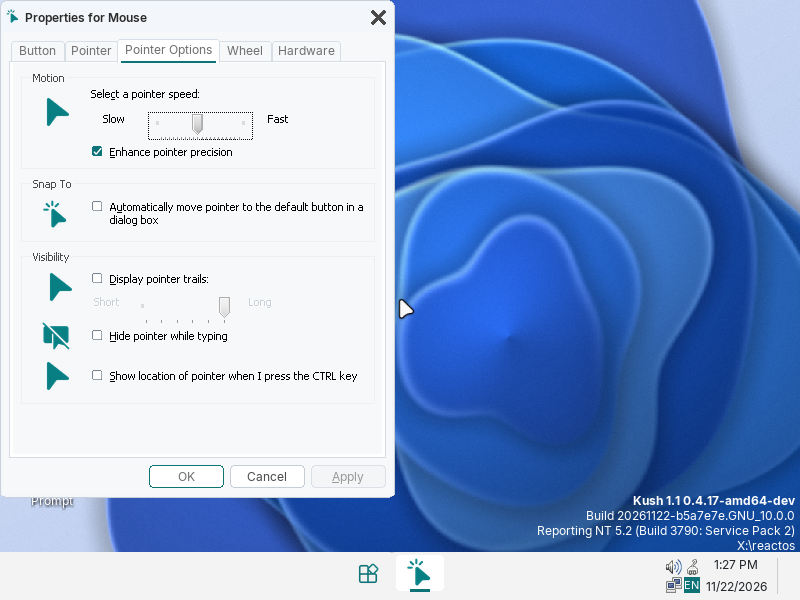 Properties for Mouse
Button
Pointer
Pointer Options
Wheel
Hardware
Motion
Select a pointer speed:
Slow
Fast
Enhance pointer precision
Snap To
Automatically move pointer to the default button in a
dialog box
Visibility
Display pointer trails:
Short
Long
Hide pointer while typing
Show location of pointer when I press the CTRL key
OK
Cancel
Apply
Prompt
Kush 1.1 0.4.17-amd64-dev
Build 20261122-b5a7e7e.GNU_10.0.0
Reporting NT 5.2 (Build 3790: Service Pack 2)
X:\reactos
1:27 PM
EN
11/22/2026